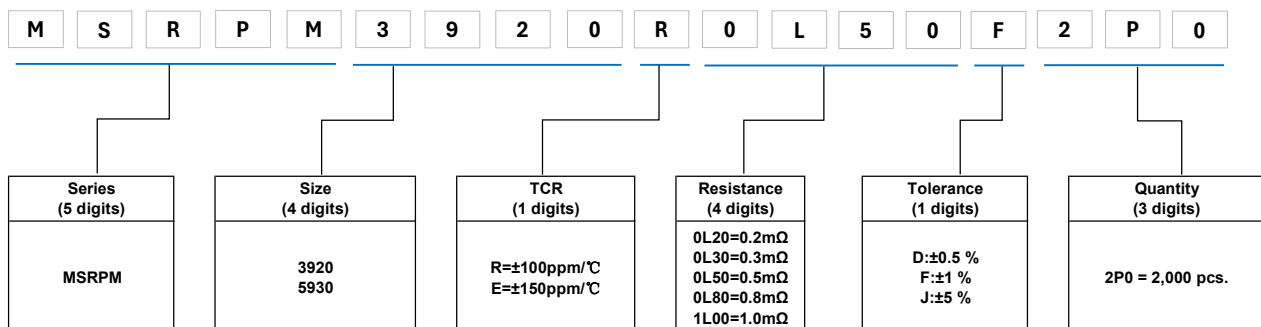 M S R P M 3 9 2 0 R 0 L 5 0 F 2 P 0
Series
(5 digits)
MSRPM
Size
(4 digits)
3920
5930
TCR
(1 digits)
R=±100ppm/℃
E=±150ppm/℃
Resistance
(4 digits)
0L20=0.2mΩ
0L30=0.3mΩ
0L50=0.5mΩ
0L80=0.8mΩ
1L00=1.0mΩ
Tolerance
(1 digits)
D:±0.5 %
F:±1 %
J:±5 %
Quantity
(3 digits)
2P0 = 2,000 pcs.